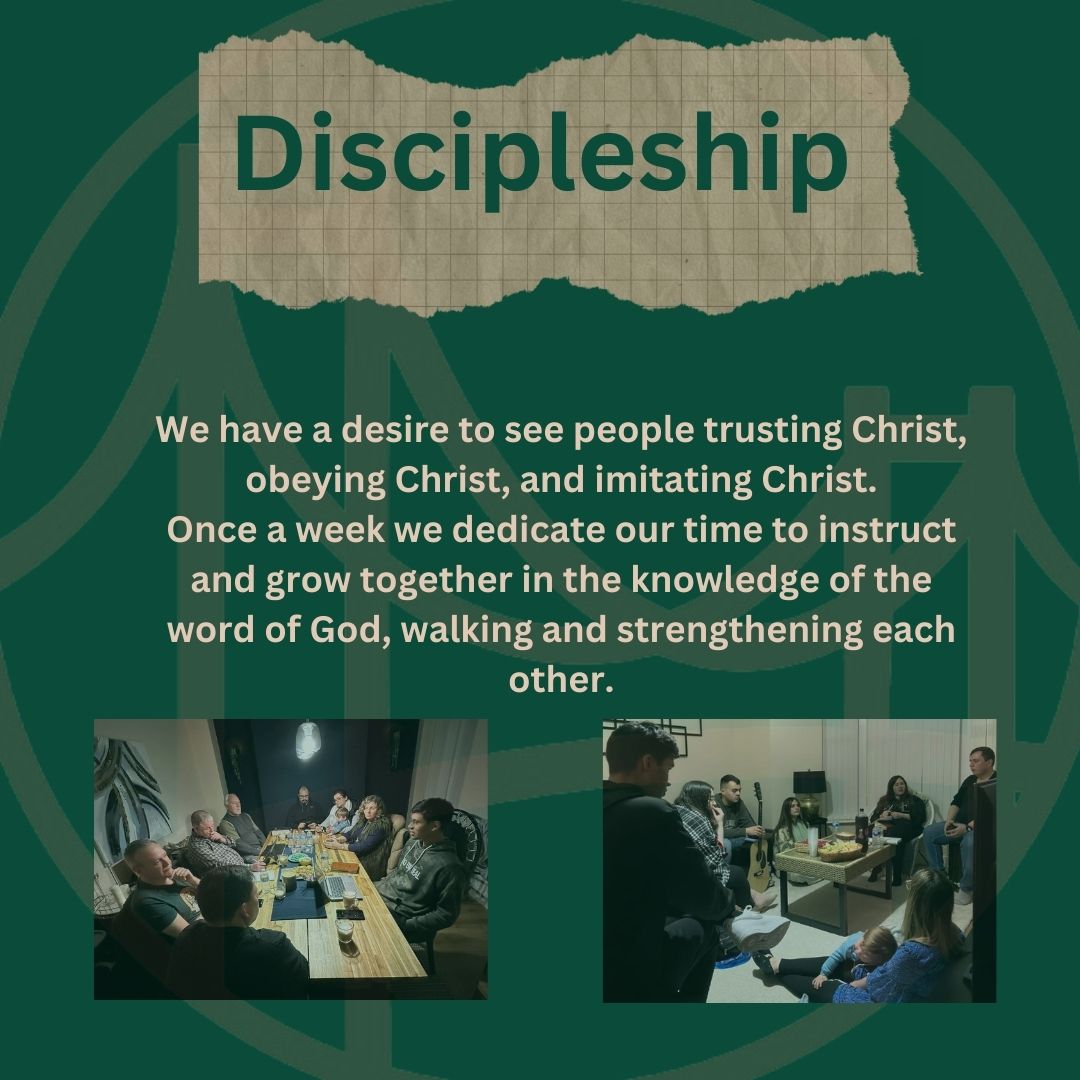 Discipleship
We have a desire to see people trusting Christ,
obeying Christ, and imitating Christ.
Once a week we dedicate our time to instruct
and grow together in the knowledge of the
word of God, walking and strengthening each
other.